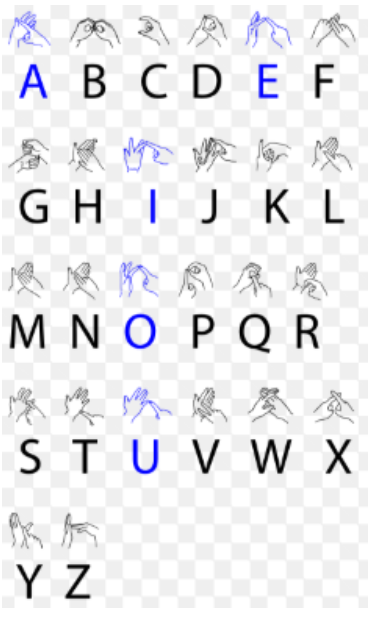 A B C D E F
G H I J K L
M N O P Q R
S T U V W X
Y Z